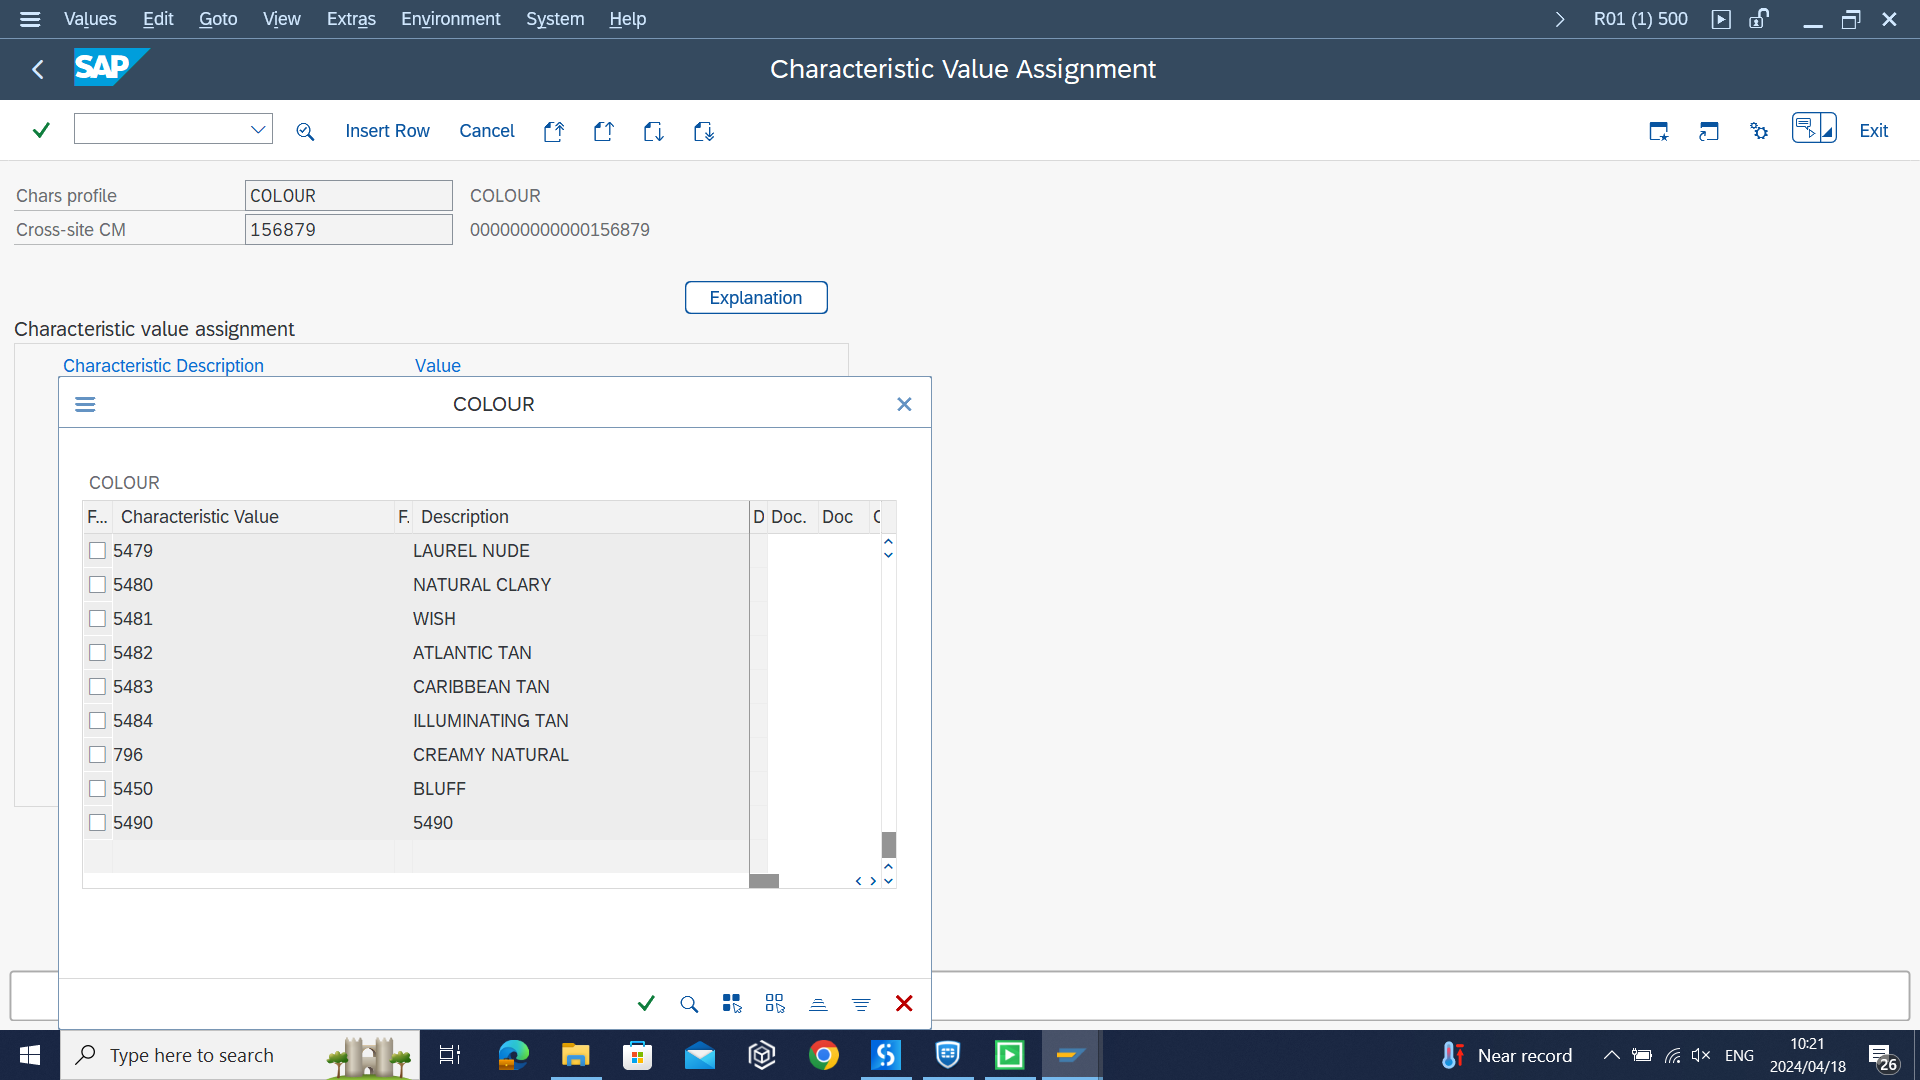 Values Edit Goto View Extras Environment System Help R01 (1) 500
SAP Characteristic Value Assignment
Insert Row Cancel Exit
Chars profile COLOUR COLOUR
Cross-site CM 156879 000000000000156879
Explanation
Characteristic value assignment
Characteristic Description Value
COLOUR
COLOUR
F... Characteristic Value F. Description D Doc. Doc C
5479 LAUREL NUDE
5480 NATURAL CLARY
5481 WISH
5482 ATLANTIC TAN
5483 CARIBBEAN TAN
5484 ILLUMINATING TAN
796 CREAMY NATURAL
5450 BLUFF
5490 5490
Type here to search Near record ENG 10:21
2024/04/18 26